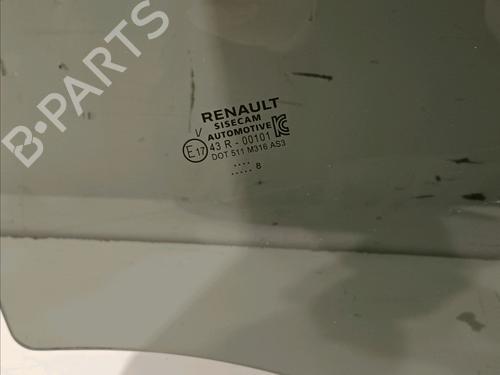 B-PARTS
RENAULT
SISECAM
AUTOMOTIVE
V
E17 43 R - 00101
DOT 511 M316 AS3
....
..... 8